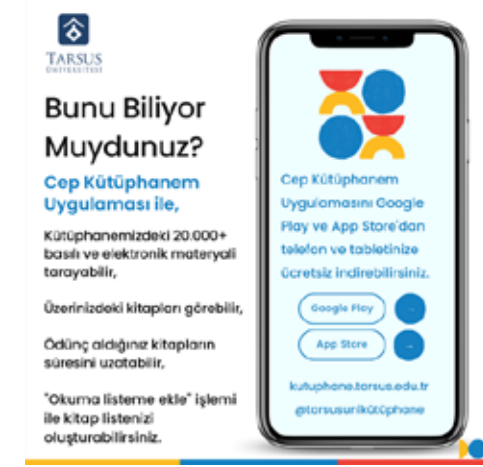 TARSUS
ÜNİVERSİTESİ
Bunu Biliyor
Muydunuz?
Cep Kütüphanem
Uygulaması ile,
Kütüphanemizdeki 20.000+
basılı ve elektronik materyali
tarayabilir,
Üzerinizdeki kitapları görebilir,
Ödünç aldığınız kitapların
süresini uzatabilir,
"Okuma listeme ekle" işlemi
ile kitap listenizi
oluşturabilirsiniz.
Cep Kütüphanem
Uygulamasını Google
Play ve App Store'dan
telefon ve tabletinize
ücretsiz indirebilirsiniz.
Google Play
App Store
kutuphane.tarsus.edu.tr
@tarsusunikütüphane